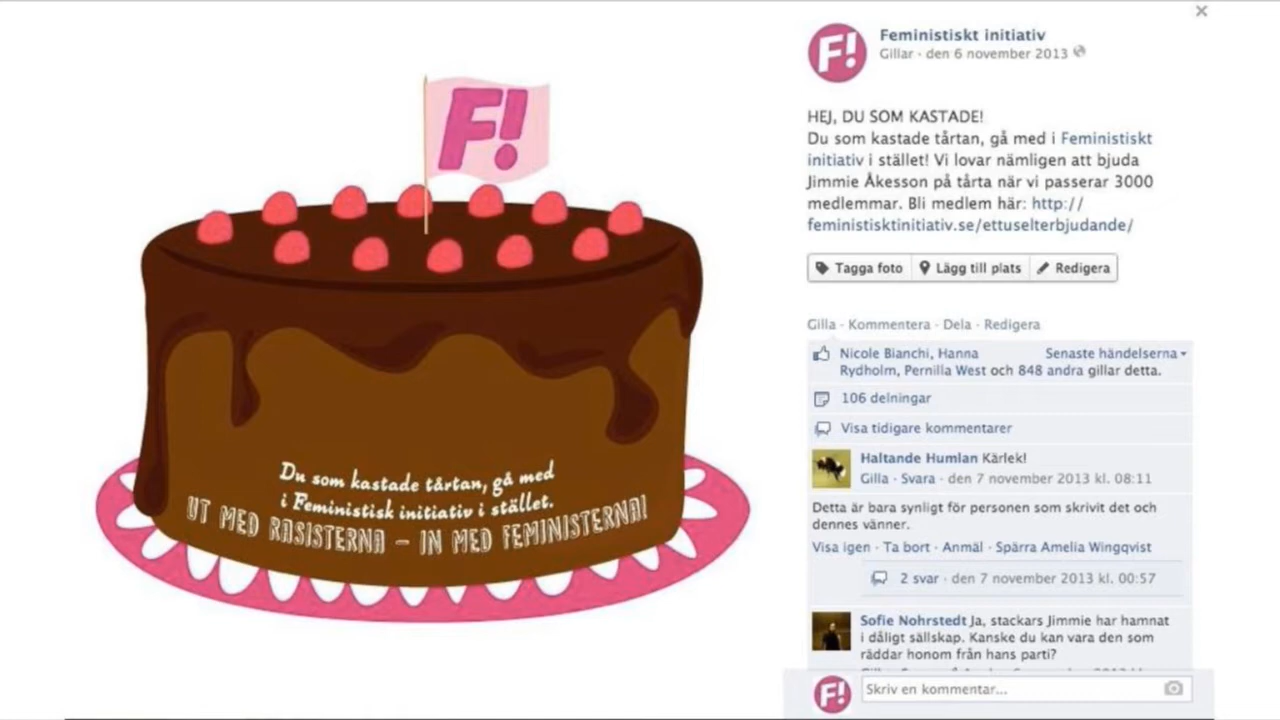 F!
Du som kastade tårtan, gå med
i Feministisk initiativ i stället.
UT MED RASISTERNA – IN MED FEMINISTERNA!
F!
Feministiskt initiativ
Gillar · den 6 november 2013
HEJ, DU SOM KASTADE!
Du som kastade tårtan, gå med i Feministiskt
initiativ i stället! Vi lovar nämligen att bjuda
Jimmie Åkesson på tårta när vi passerar 3000
medlemmar. Bli medlem här: http://
feministisktinitiativ.se/ettuselterbjudande/
Tagga foto Lägg till plats Redigera
Gilla · Kommentera · Dela · Redigera
Nicole Bianchi, Hanna Senaste händelserna
Rydholm, Pernilla West och 848 andra gillar detta.
106 delningar
Visa tidigare kommentarer
Haltande Humlan Kärlek!
Gilla · Svara · den 7 november 2013 kl. 08:11
Detta är bara synligt för personen som skrivit det och
dennes vänner.
Visa igen · Ta bort · Anmäl · Spärra Amelia Wingqvist
2 svar · den 7 november 2013 kl. 00:57
Sofie Nohrstedt Ja, stackars Jimmie har hamnat
i dåligt sällskap. Kanske du kan vara den som
räddar honom från hans parti?
F!
Skriv en kommentar...